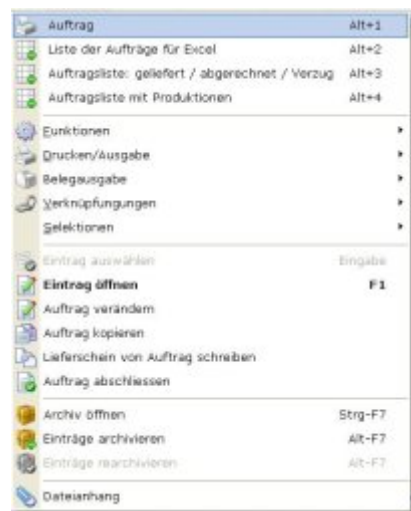 Auftrag Alt+1
Liste der Aufträge für Excel Alt+2
Auftragsliste: geliefert / abgerechnet / Verzug Alt+3
Auftragsliste mit Produktionen Alt+4
Funktionen
Drucken/Ausgabe
Belegausgabe
Verknüpfungungen
Selektionen
Eintrag auswählen Eingabe
Eintrag öffnen F1
Auftrag verändern
Auftrag kopieren
Lieferschein von Auftrag schreiben
Auftrag abschliessen
Archiv öffnen Strg-F7
Einträge archivieren Alt-F7
Einträge rearchivieren Alt-F7
Dateianhang